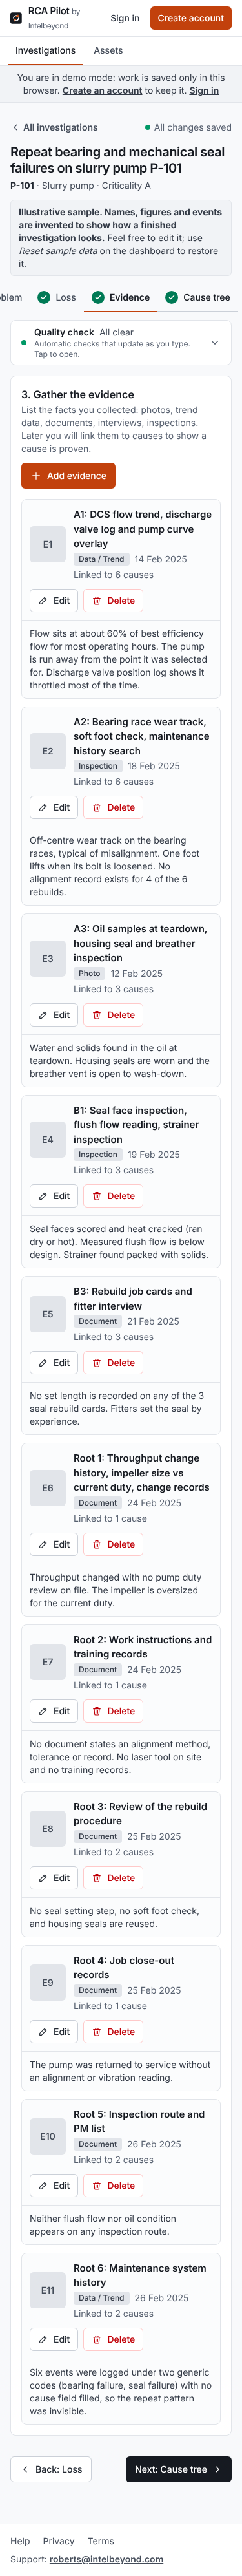 RCA Pilot by
Intelbeyond
Sign in
Create account
Investigations
Assets
You are in demo mode: work is saved only in this
browser. Create an account to keep it. Sign in
All investigations
All changes saved
Repeat bearing and mechanical seal
failures on slurry pump P-101
P-101 · Slurry pump · Criticality A
Illustrative sample. Names, figures and events
are invented to show how a finished
investigation looks. Feel free to edit it; use
Reset sample data on the dashboard to restore
it.
Loss
Evidence
Cause tree
Quality check All clear
Automatic checks that update as you type.
Tap to open.
3. Gather the evidence
List the facts you collected: photos, trend
data, documents, interviews, inspections.
Later you will link them to causes to show a
cause is proven.
Add evidence
E1
A1: DCS flow trend, discharge
valve log and pump curve
overlay
Data / Trend 14 Feb 2025
Linked to 6 causes
Edit
Delete
Flow sits at about 60% of best efficiency
flow for most operating hours. The pump
is run away from the point it was selected
for. Discharge valve position log shows it
throttled most of the time.
E2
A2: Bearing race wear track,
soft foot check, maintenance
history search
Inspection 18 Feb 2025
Linked to 6 causes
Edit
Delete
Off-centre wear track on the bearing
races, typical of misalignment. One foot
lifts when its bolt is loosened. No
alignment record exists for 4 of the 6
rebuilds.
E3
A3: Oil samples at teardown,
housing seal and breather
inspection
Photo 12 Feb 2025
Linked to 3 causes
Edit
Delete
Water and solids found in the oil at
teardown. Housing seals are worn and the
breather vent is open to wash-down.
E4
B1: Seal face inspection,
flush flow reading, strainer
inspection
Inspection 19 Feb 2025
Linked to 3 causes
Edit
Delete
Seal faces scored and heat cracked (ran
dry or hot). Measured flush flow is below
design. Strainer found packed with solids.
E5
B3: Rebuild job cards and
fitter interview
Document 21 Feb 2025
Linked to 3 causes
Edit
Delete
No set length is recorded on any of the 3
seal rebuild cards. Fitters set the seal by
experience.
E6
Root 1: Throughput change
history, impeller size vs
current duty, change records
Document 24 Feb 2025
Linked to 1 cause
Edit
Delete
Throughput changed with no pump duty
review on file. The impeller is oversized
for the current duty.
E7
Root 2: Work instructions and
training records
Document 24 Feb 2025
Linked to 1 cause
Edit
Delete
No document states an alignment method,
tolerance or record. No laser tool on site
and no training records.
E8
Root 3: Review of the rebuild
procedure
Document 25 Feb 2025
Linked to 2 causes
Edit
Delete
No seal setting step, no soft foot check,
and housing seals are reused.
E9
Root 4: Job close-out
records
Document 25 Feb 2025
Linked to 1 cause
Edit
Delete
The pump was returned to service without
an alignment or vibration reading.
E10
Root 5: Inspection route and
PM list
Document 26 Feb 2025
Linked to 2 causes
Edit
Delete
Neither flush flow nor oil condition
appears on any inspection route.
E11
Root 6: Maintenance system
history
Data / Trend 26 Feb 2025
Linked to 2 causes
Edit
Delete
Six events were logged under two generic
codes (bearing failure, seal failure) with no
cause field filled, so the repeat pattern
was invisible.
Back: Loss
Next: Cause tree
Help Privacy Terms
Support: roberts@intelbeyond.com